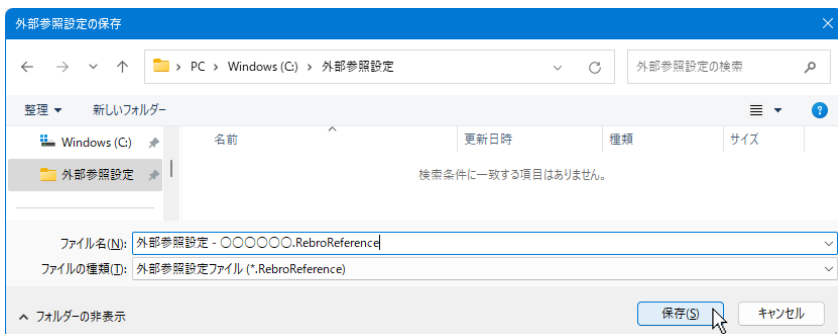 外部参照設定の保存
PC › Windows (C:) › 外部参照設定
外部参照設定の検索
整理 新しいフォルダー
名前 更新日時 種類 サイズ
Windows (C:)
外部参照設定
検索条件に一致する項目はありません。
ファイル名(N): 外部参照設定 - 〇〇〇〇〇〇.RebroReference
ファイルの種類(T): 外部参照設定ファイル (*.RebroReference)
フォルダーの非表示 保存(S) キャンセル